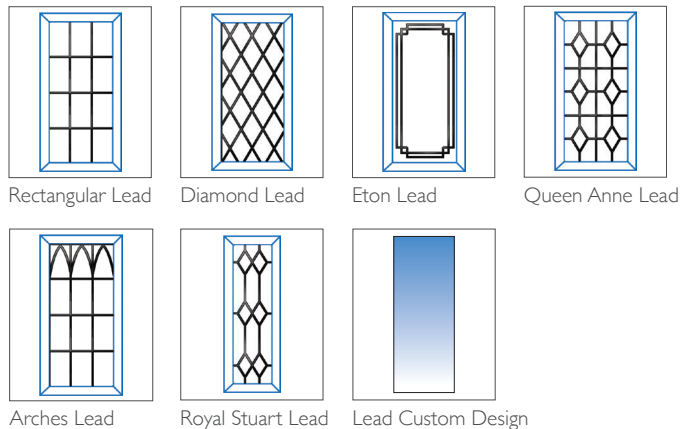 Rectangular Lead
Diamond Lead
Eton Lead
Queen Anne Lead
Arches Lead
Royal Stuart Lead
Lead Custom Design